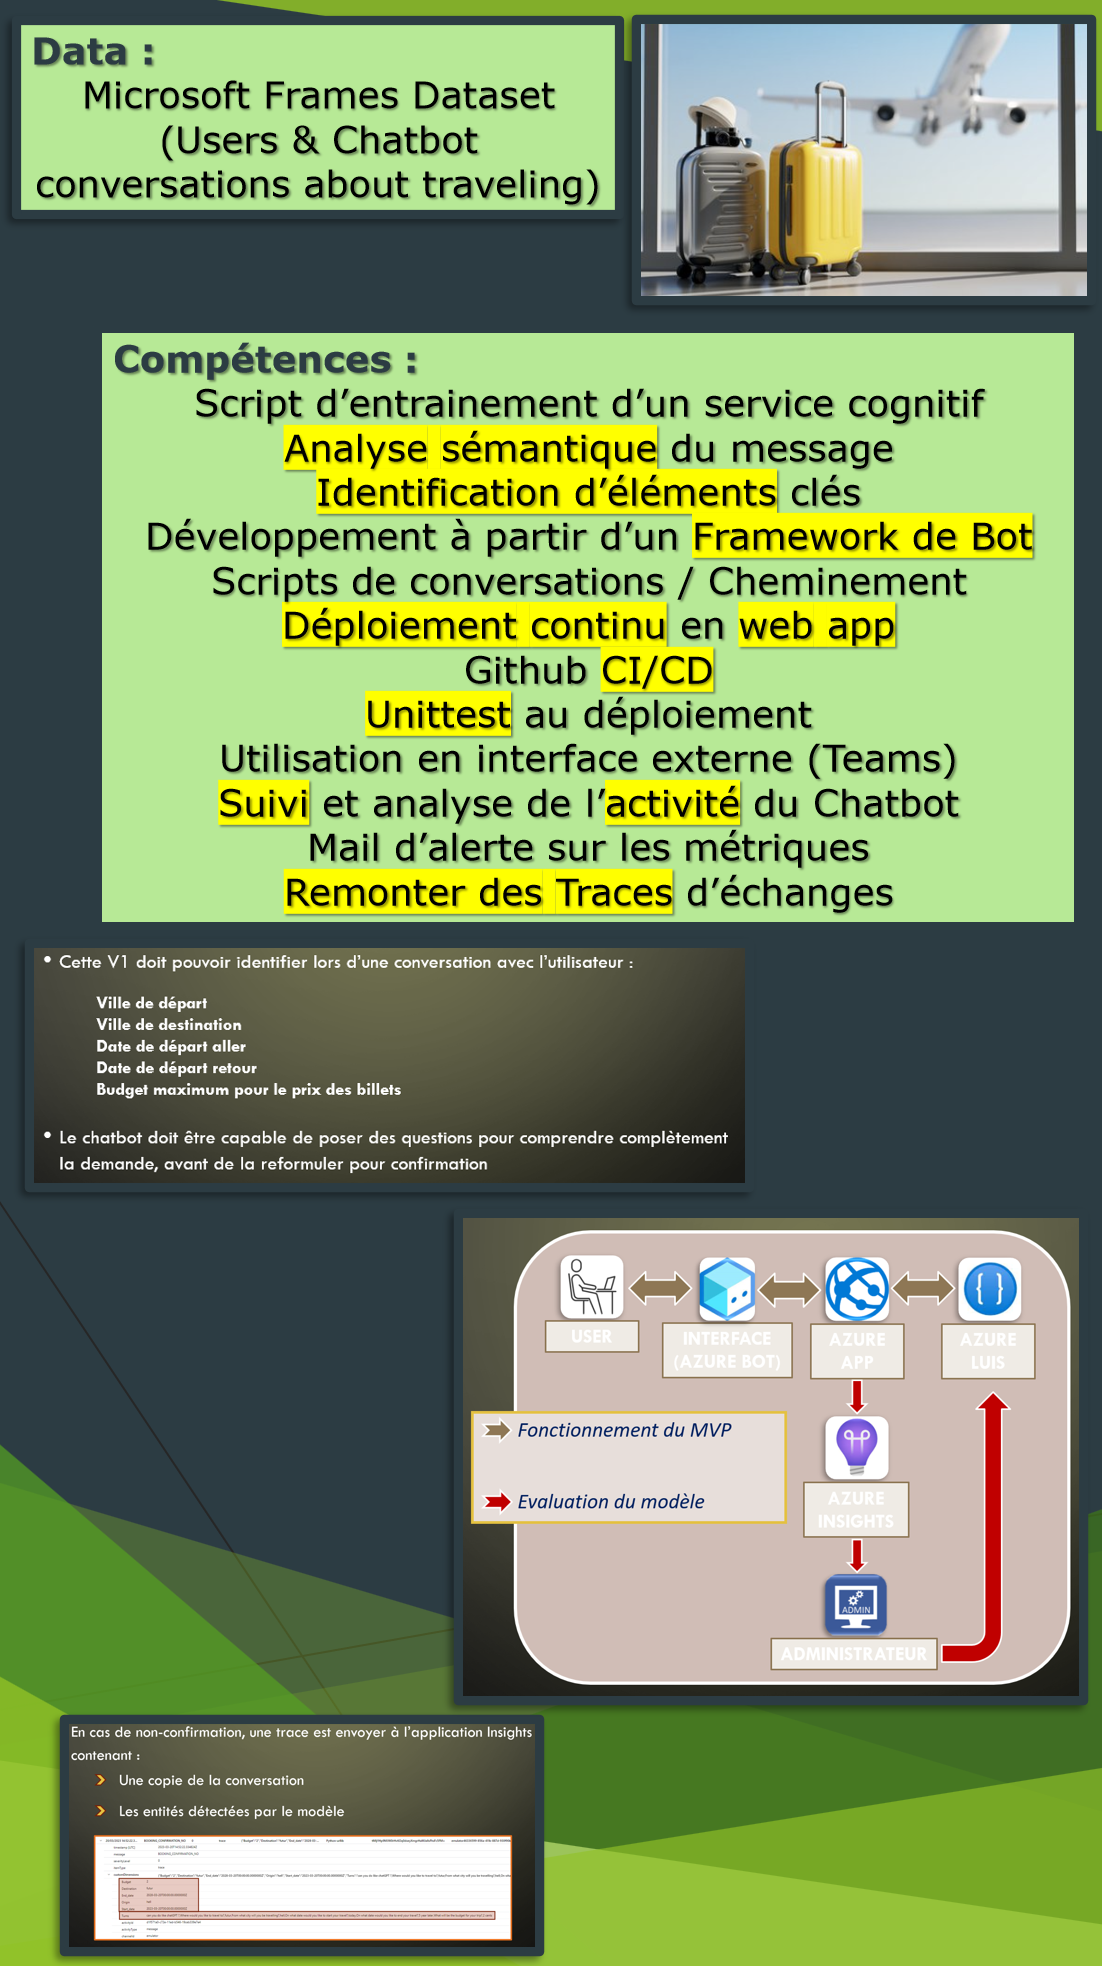 Data :
Microsoft Frames Dataset
(Users & Chatbot
conversations about traveling)
Compétences :
Script d’entrainement d’un service cognitif
Analyse sémantique du message
Identification d’éléments clés
Développement à partir d’un Framework de Bot
Scripts de conversations / Cheminement
Déploiement continu en web app
Github CI/CD
Unittest au déploiement
Utilisation en interface externe (Teams)
Suivi et analyse de l’activité du Chatbot
Mail d’alerte sur les métriques
Remonter des Traces d’échanges
• Cette V1 doit pouvoir identifier lors d’une conversation avec l’utilisateur :
Ville de départ
Ville de destination
Date de départ aller
Date de départ retour
Budget maximum pour le prix des billets
• Le chatbot doit être capable de poser des questions pour comprendre complètement
la demande, avant de la reformuler pour confirmation
USER
INTERFACE
(AZURE BOT)
AZURE
APP
AZURE
LUIS
Fonctionnement du MVP
Evaluation du modèle
AZURE
INSIGHTS
ADMIN
ADMINISTRATEUR
En cas de non-confirmation, une trace est envoyer à l’application Insights
contenant :
Une copie de la conversation
Les entités détectées par le modèle